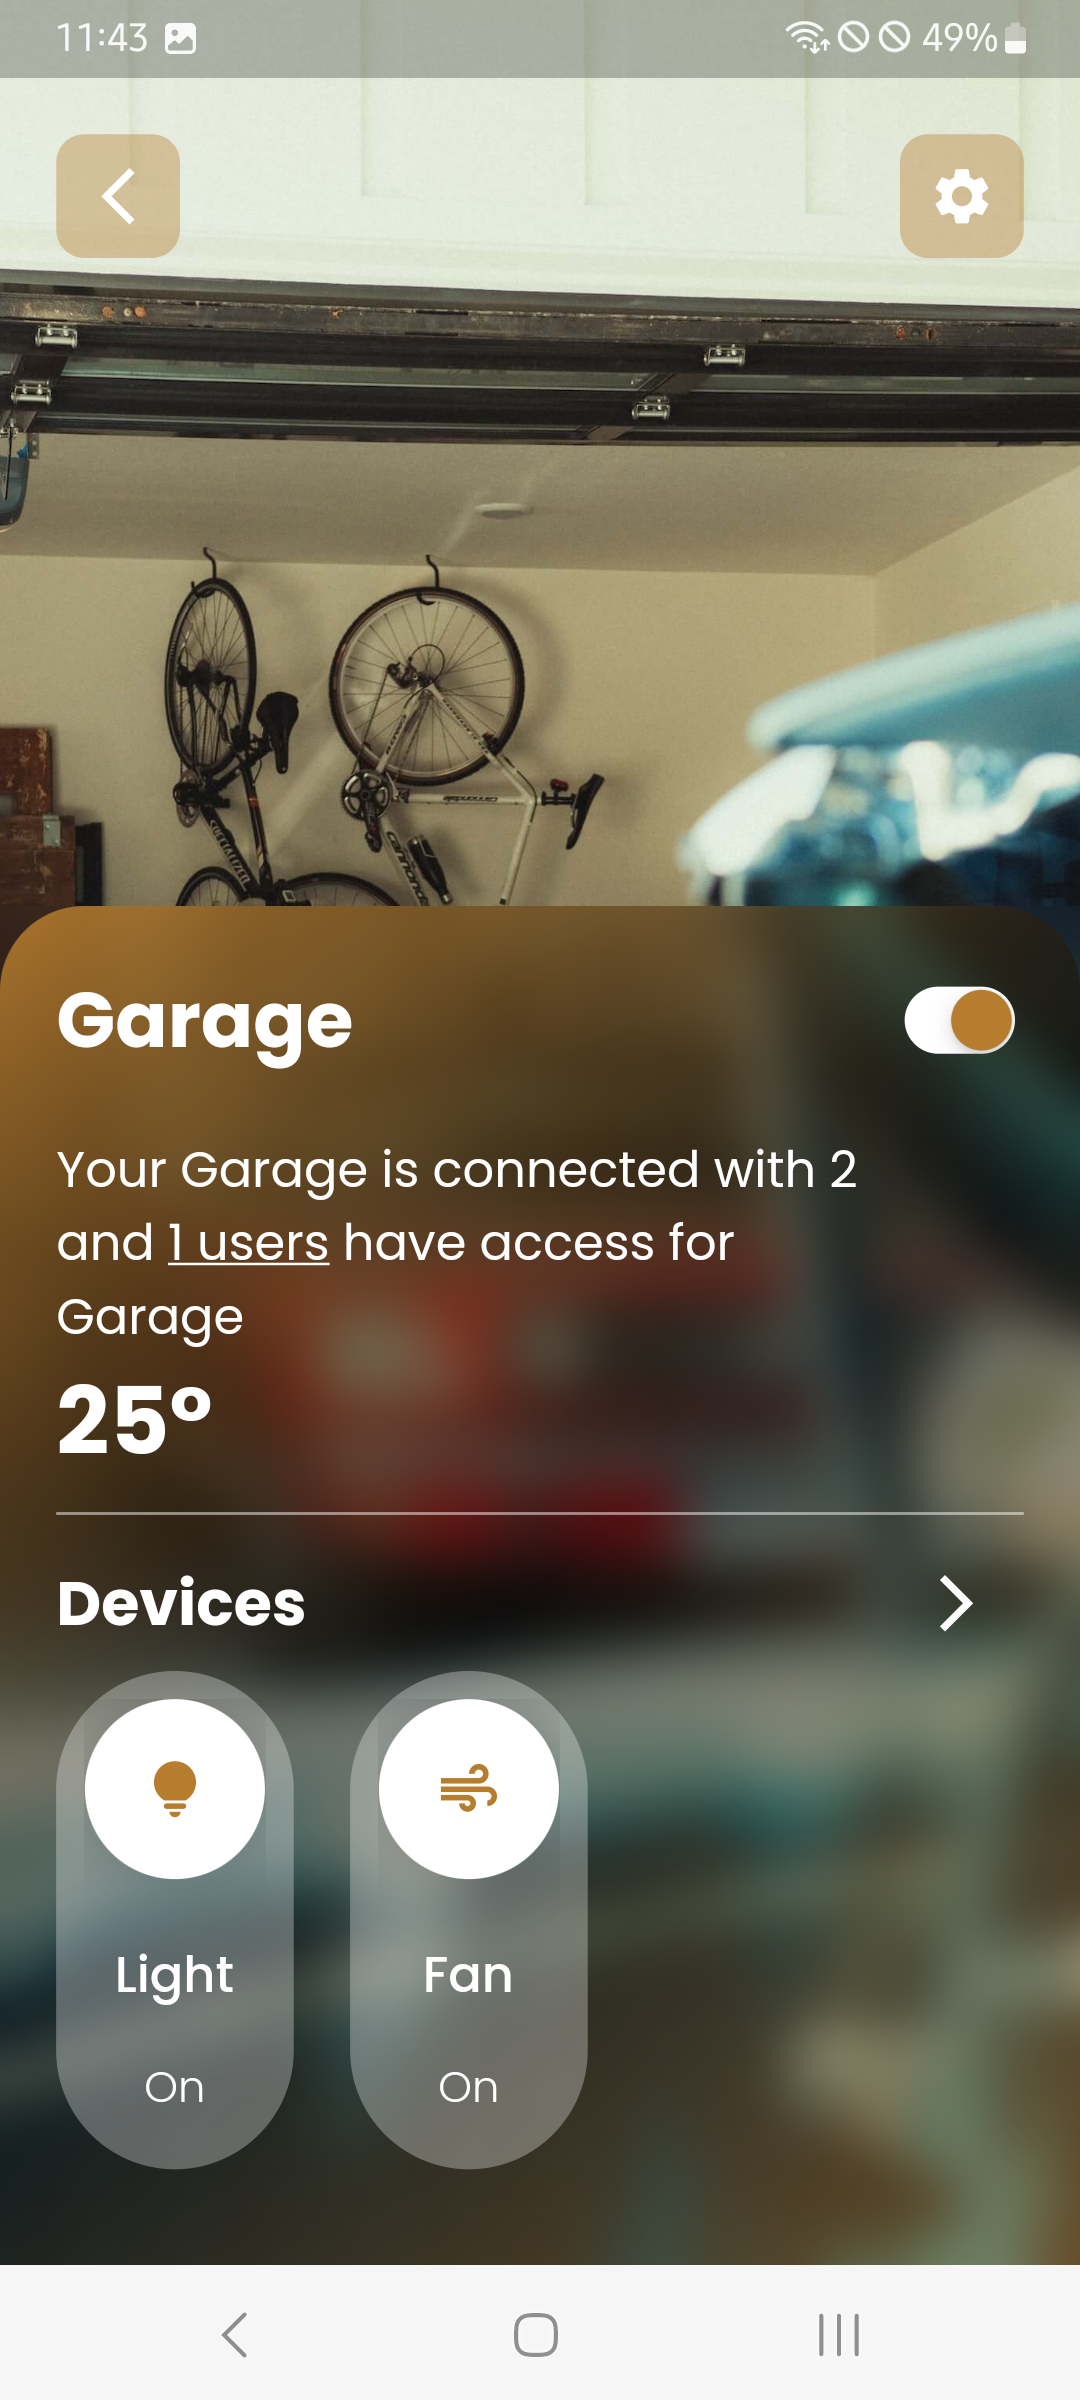 11:43 49%
SPECIALIZED
Garage
Your Garage is connected with 2
and 1 users have access for
Garage
25°
Devices
Light Fan
On On